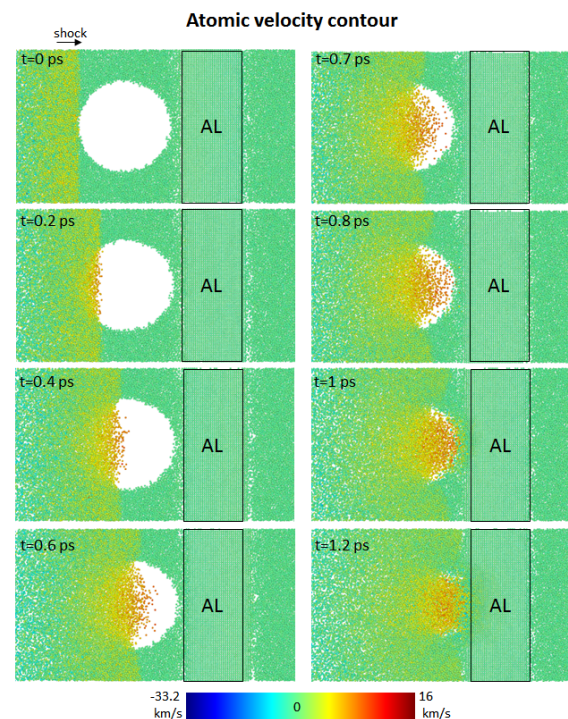 Atomic velocity contour
shock
t=0 ps
AL
t=0.7 ps
AL
t=0.2 ps
AL
t=0.8 ps
AL
t=0.4 ps
AL
t=1 ps
AL
t=0.6 ps
AL
t=1.2 ps
AL
-33.2
km/s
0
16
km/s